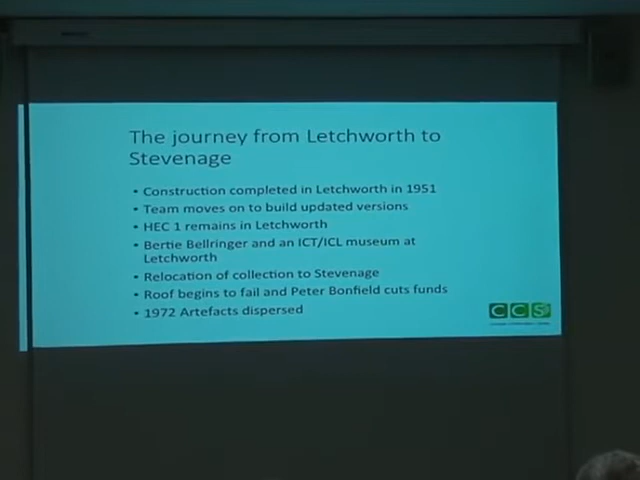 The journey from Letchworth to
Stevenage
• Construction completed in Letchworth in 1951
• Team moves on to build updated versions
• HEC 1 remains in Letchworth
• Bertie Bellringer and an ICT/ICL museum at
Letchworth
• Relocation of collection to Stevenage
• Roof begins to fail and Peter Bonfield cuts funds
• 1972 Artefacts dispersed
CCS